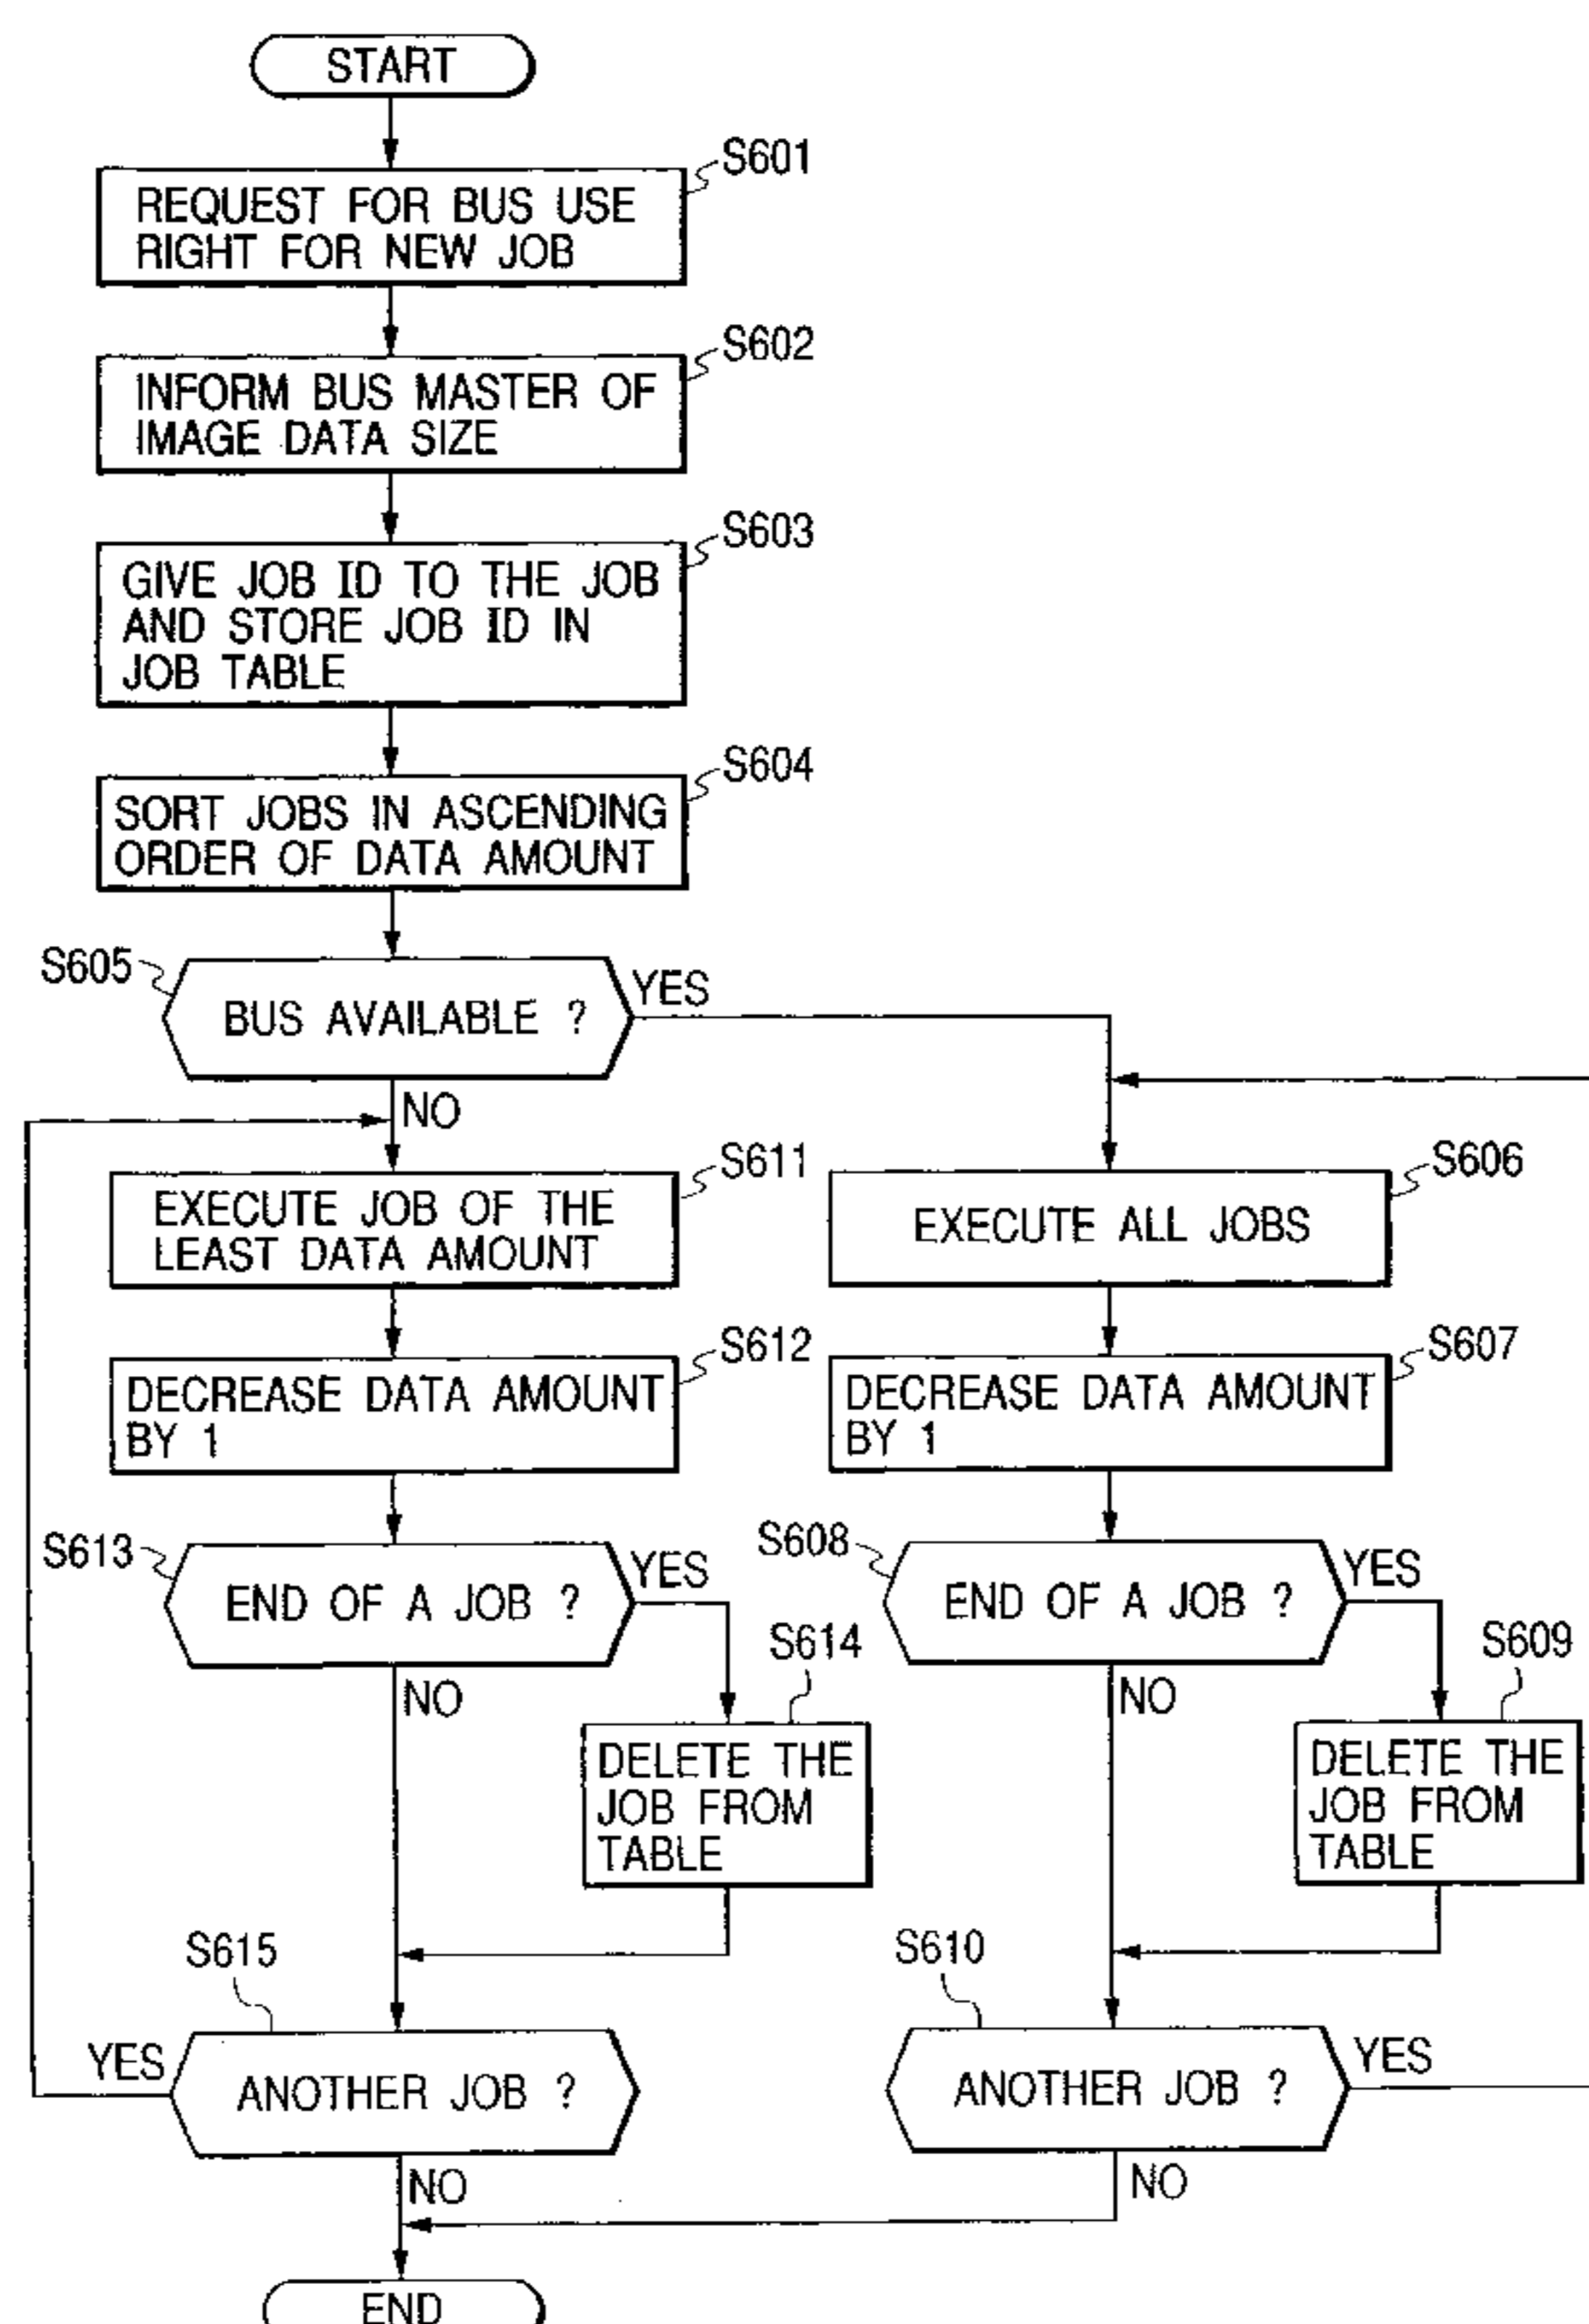 START
S601
REQUEST FOR BUS USE
RIGHT FOR NEW JOB
S602
INFORM BUS MASTER OF
IMAGE DATA SIZE
S603
GIVE JOB ID TO THE JOB
AND STORE JOB ID IN
JOB TABLE
S604
SORT JOBS IN ASCENDING
ORDER OF DATA AMOUNT
S605
BUS AVAILABLE ?
YES
NO
S611
EXECUTE JOB OF THE
LEAST DATA AMOUNT
S606
EXECUTE ALL JOBS
S612
DECREASE DATA AMOUNT
BY 1
S607
DECREASE DATA AMOUNT
BY 1
S613
END OF A JOB ?
YES
NO
S608
END OF A JOB ?
YES
NO
S614
DELETE THE
JOB FROM
TABLE
S609
DELETE THE
JOB FROM
TABLE
S615
YES
ANOTHER JOB ?
NO
S610
ANOTHER JOB ?
YES
NO
END